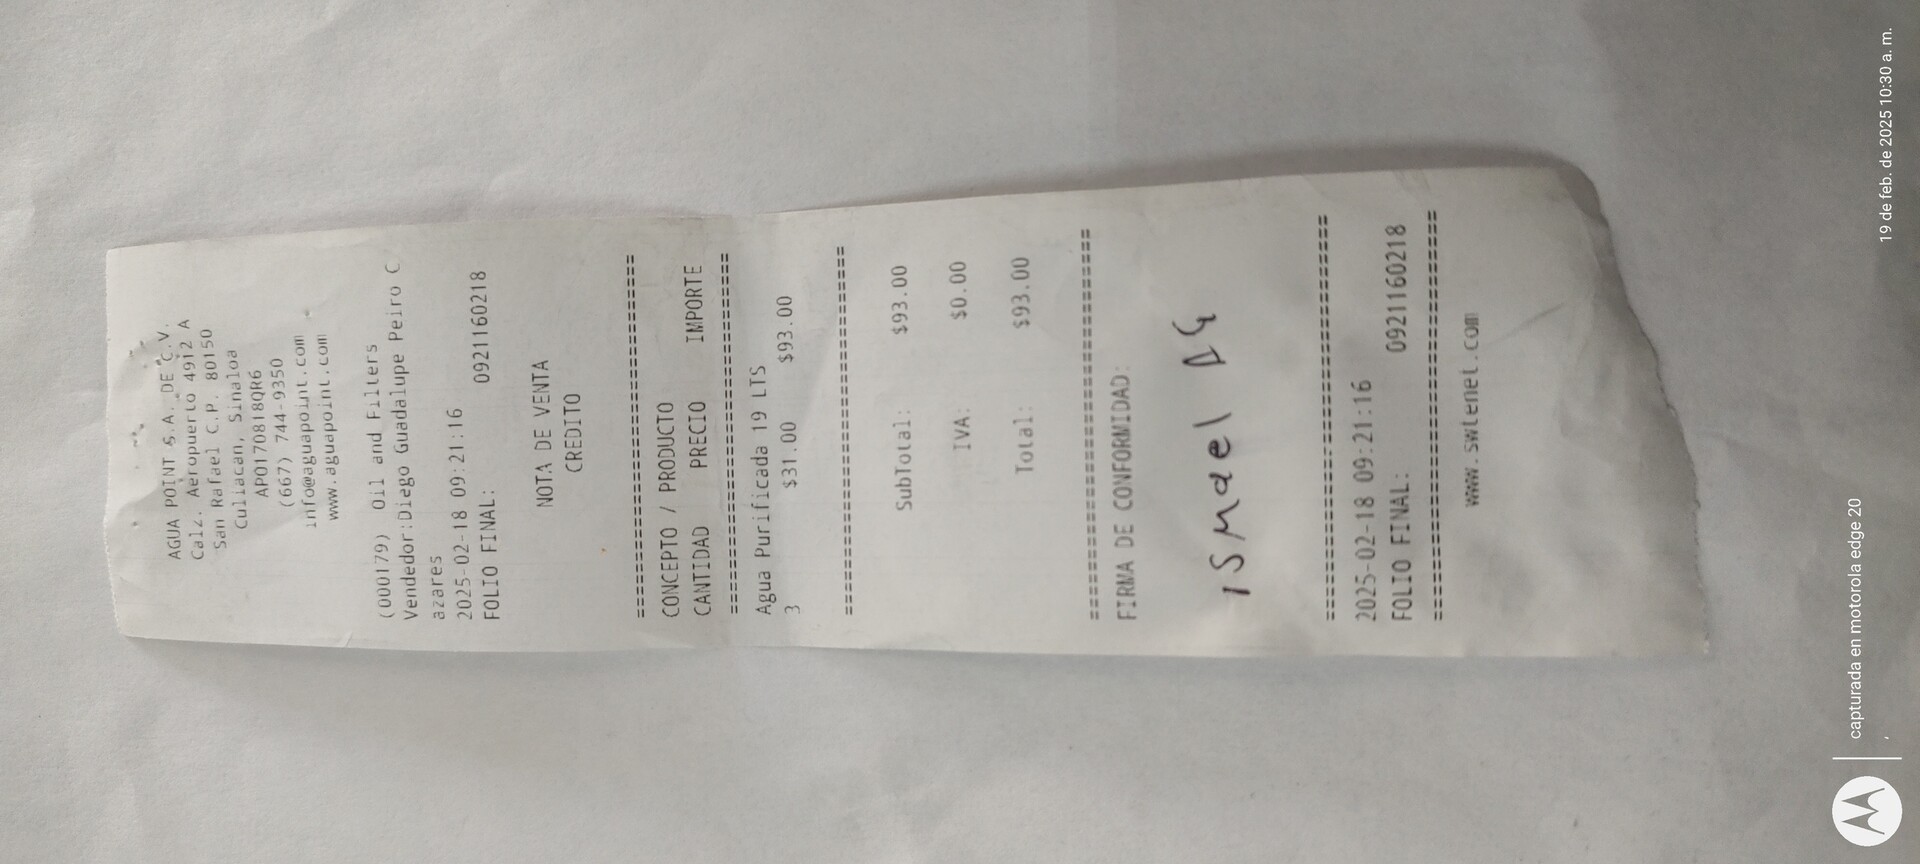 AGUA POINT S.A. DE C.V.
Calz. Aeropuerto 4912 A
San Rafael C.P. 80150
Culiacan, Sinaloa
APO170818QR6
(667) 744-9350
info@aguapoint.com
www.aguapoint.com
(000179) Oil and Filters
Vendedor:Diego Guadalupe Peiro C
azares
2025-02-18 09:21:16
FOLIO FINAL: 0921160218
NOTA DE VENTA
CREDITO
================================
CONCEPTO / PRODUCTO
CANTIDAD PRECIO IMPORTE
================================
Agua Purificada 19 LTS
3 $31.00 $93.00
================================
SubTotal: $93.00
IVA: $0.00
Total: $93.00
================================
FIRMA DE CONFORMIDAD:
ISMael
================================
2025-02-18 09:21:16
FOLIO FINAL: 0921160218
================================
www.swtenet.com
capturada en motorola edge 20
19 de feb. de 2025 10:30 a. m.